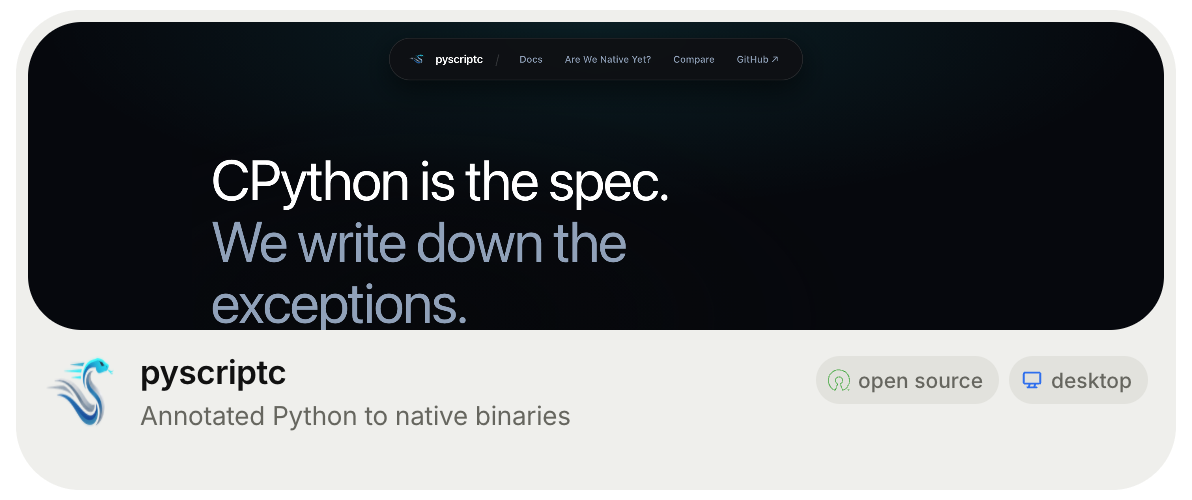 pyscriptc / Docs Are We Native Yet? Compare GitHub ↗
CPython is the spec.
We write down the
exceptions.
pyscriptc
Annotated Python to native binaries
open source
desktop